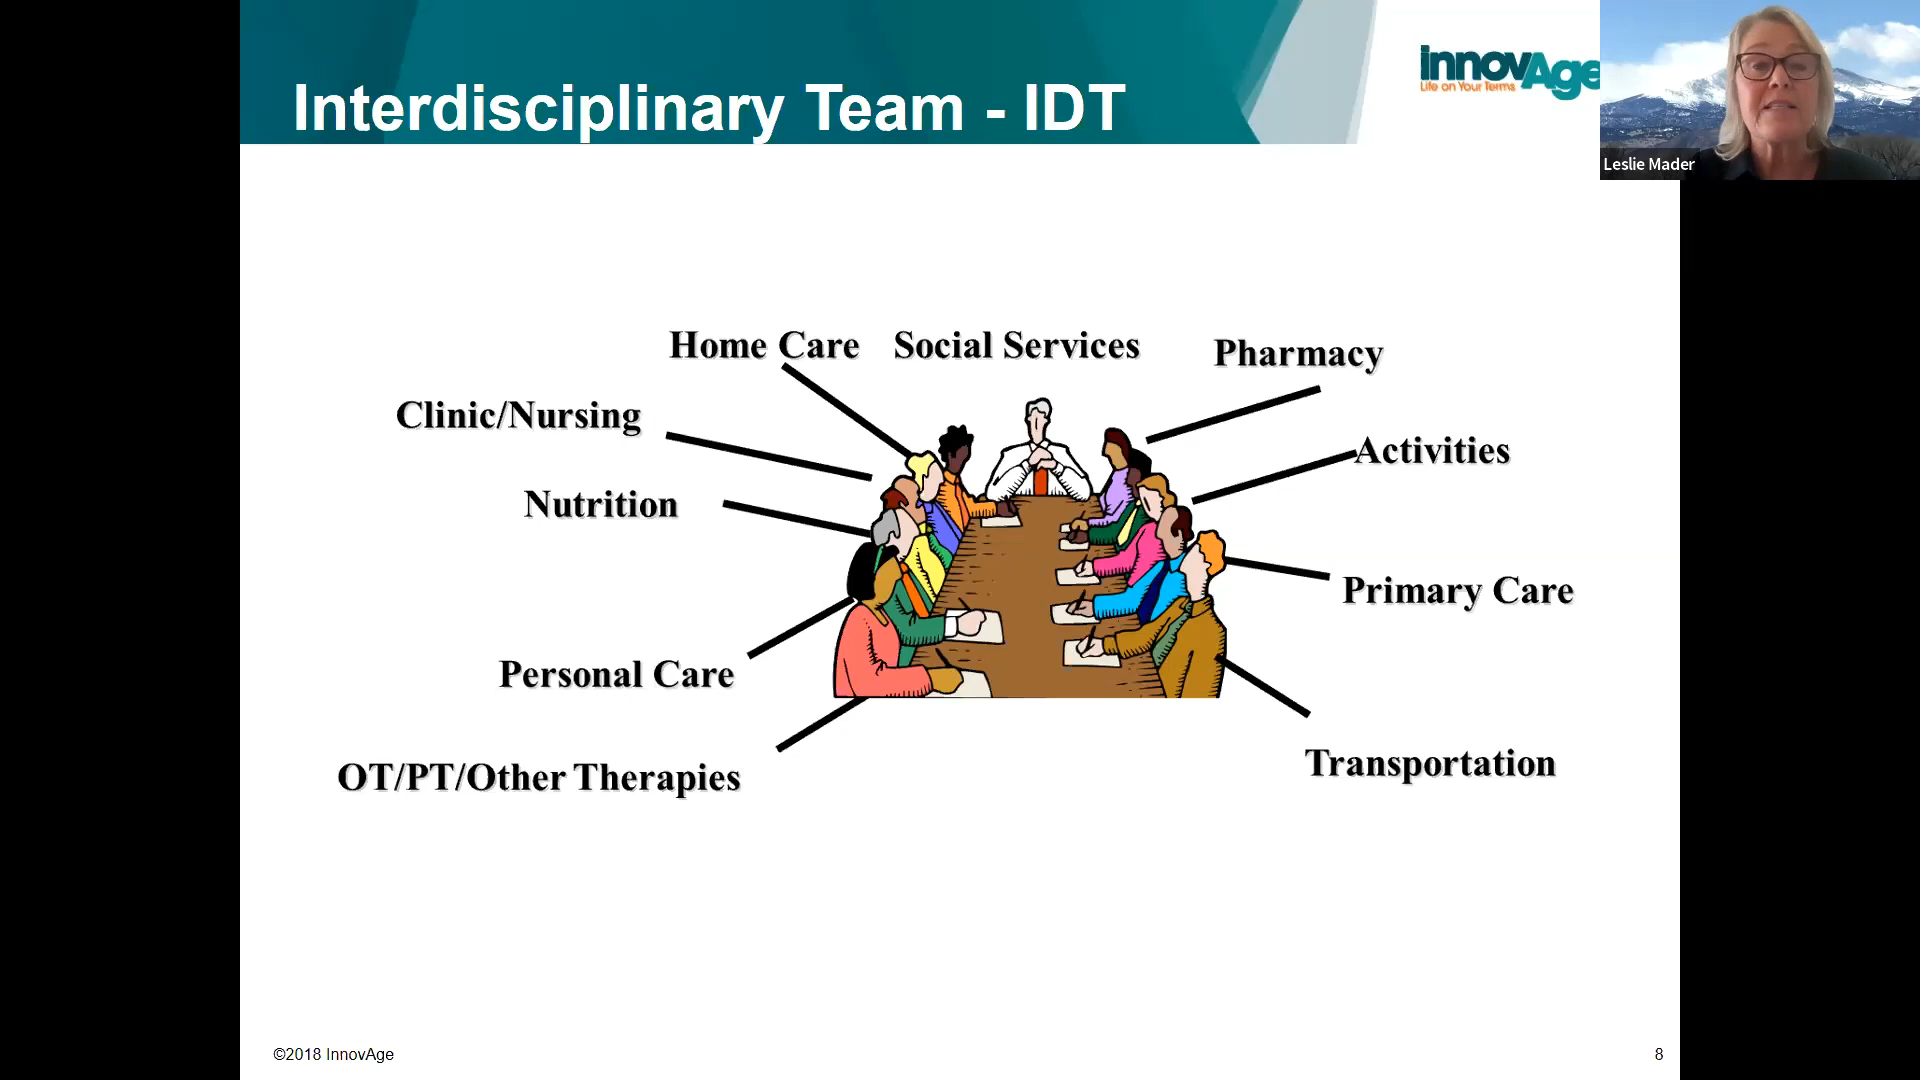 Interdisciplinary Team - IDT
innovAge
Life on Your Terms
Leslie Mader
Home Care
Social Services
Pharmacy
Clinic/Nursing
Activities
Nutrition
Primary Care
Personal Care
Transportation
OT/PT/Other Therapies
©2018 InnovAge
8